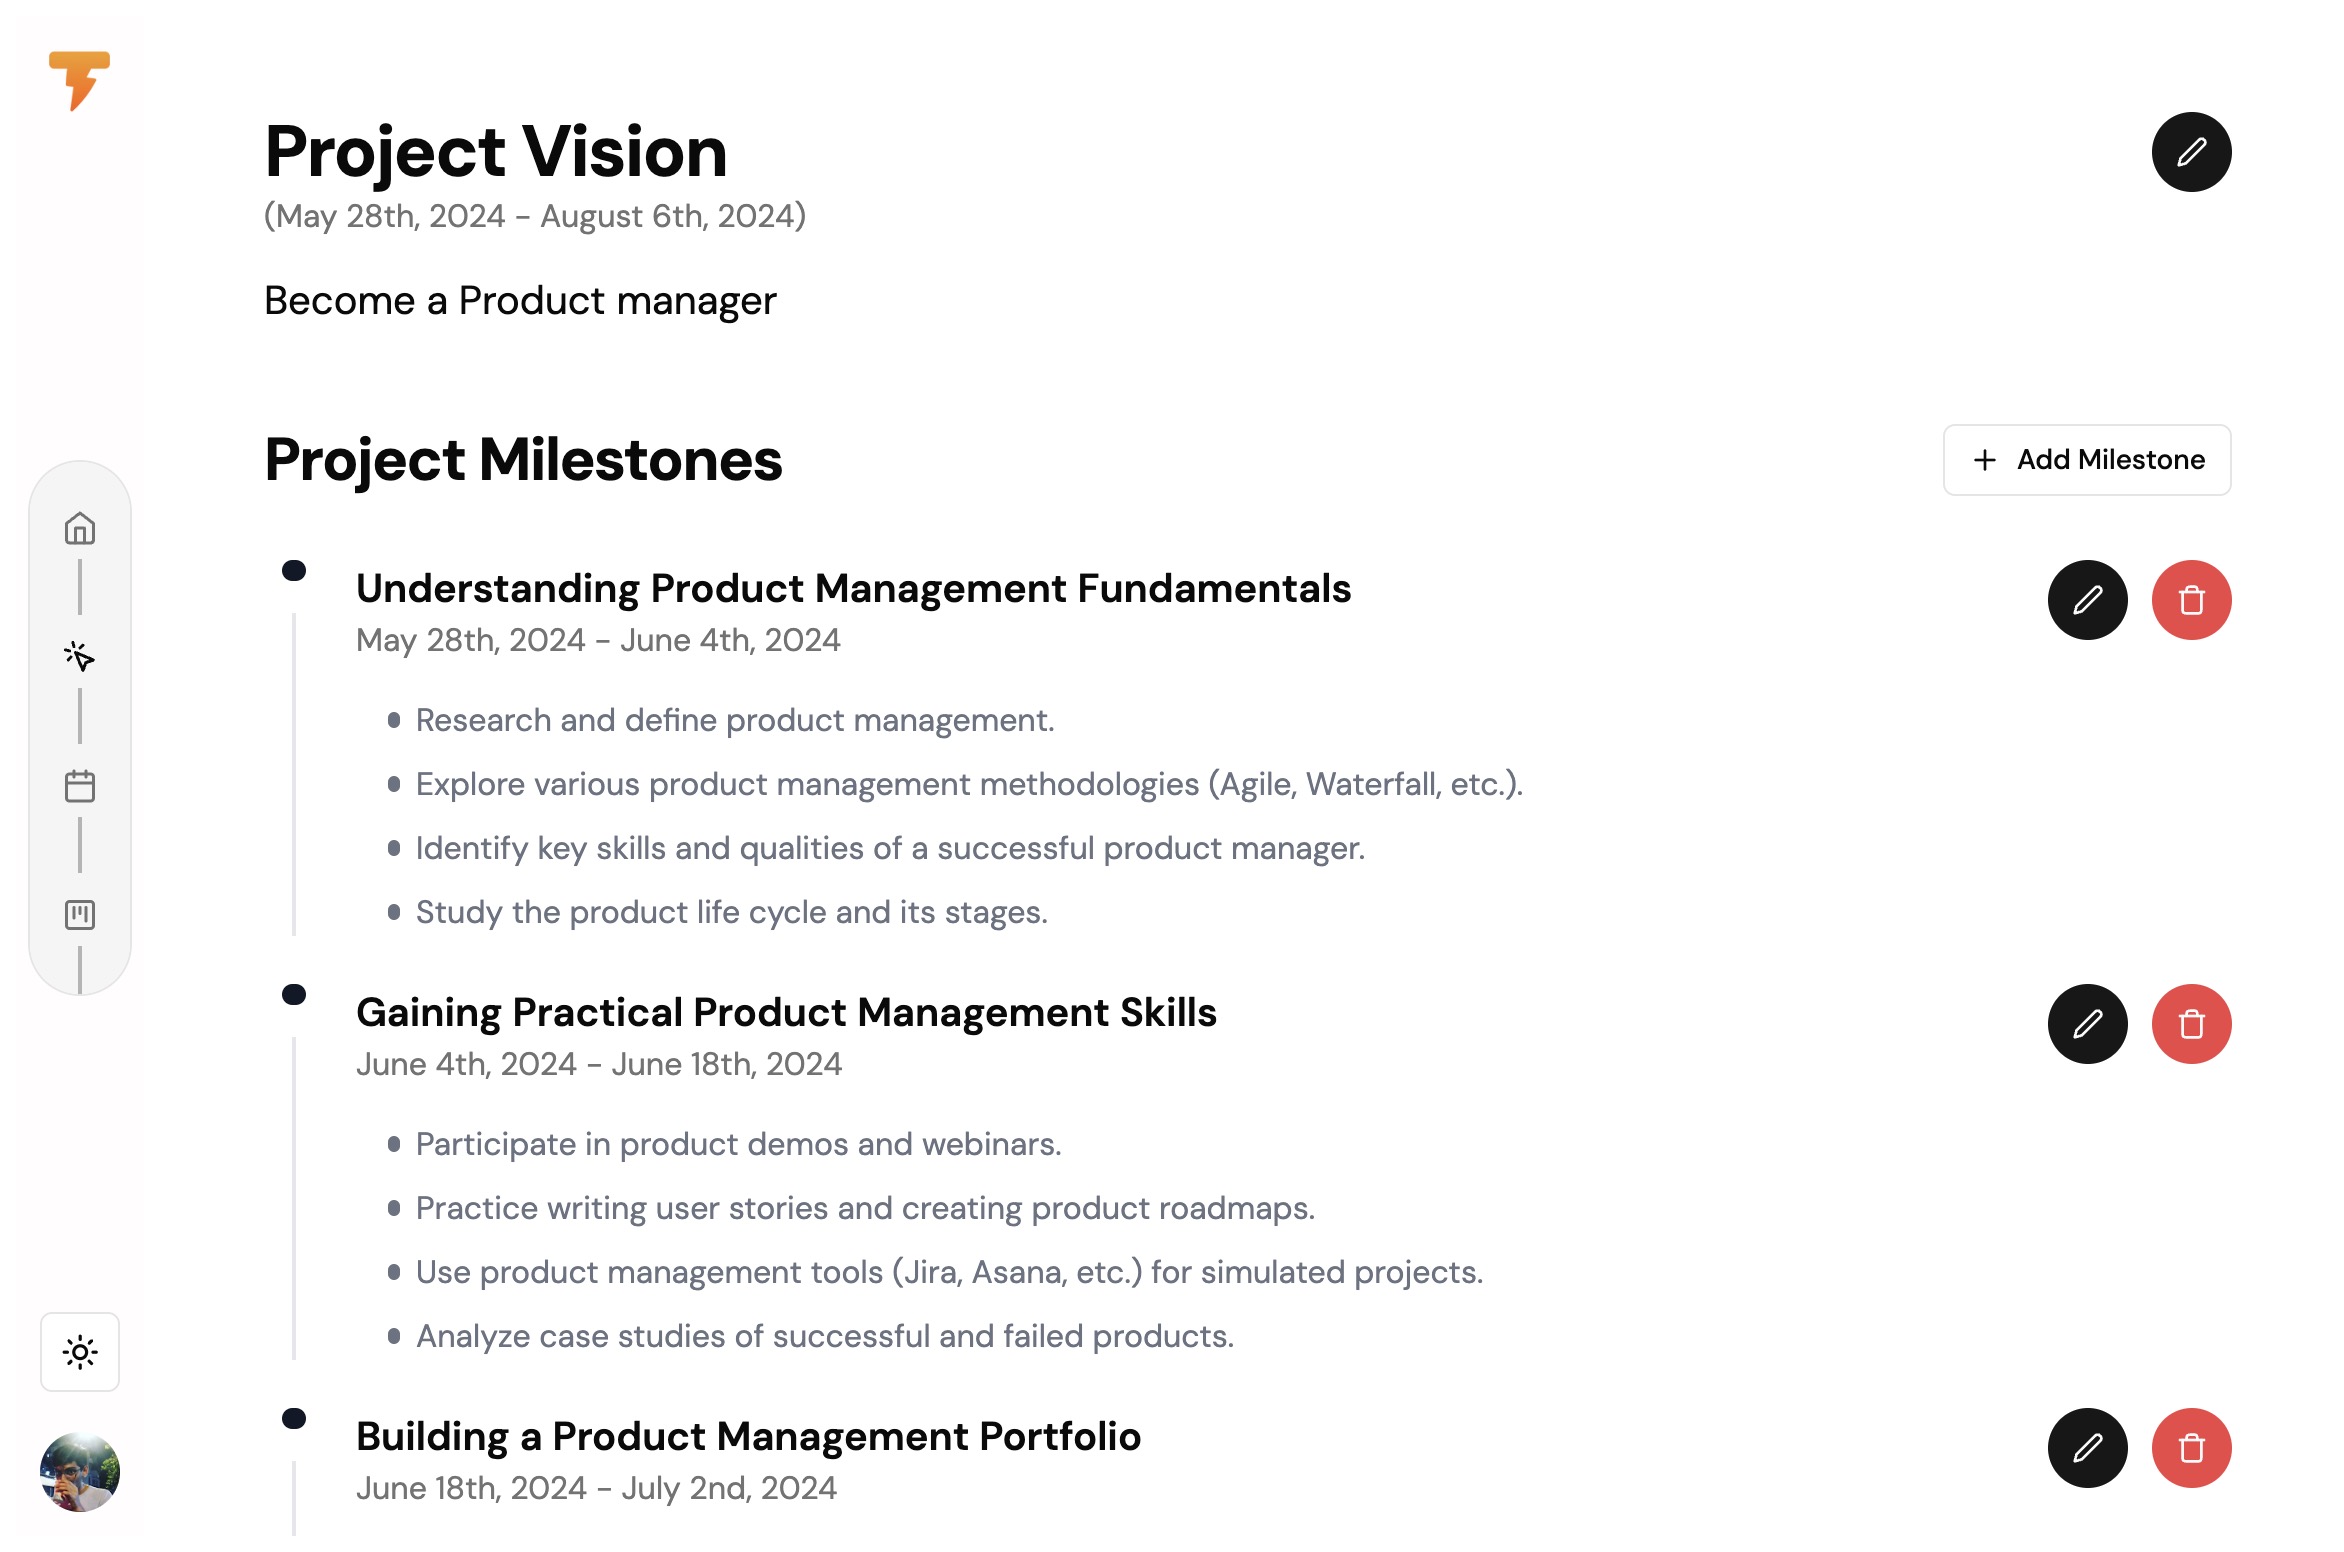 Project Vision
(May 28th, 2024 - August 6th, 2024)
Become a Product manager
Project Milestones
Add Milestone
Understanding Product Management Fundamentals
May 28th, 2024 - June 4th, 2024
Research and define product management.
Explore various product management methodologies (Agile, Waterfall, etc.).
Identify key skills and qualities of a successful product manager.
Study the product life cycle and its stages.
Gaining Practical Product Management Skills
June 4th, 2024 - June 18th, 2024
Participate in product demos and webinars.
Practice writing user stories and creating product roadmaps.
Use product management tools (Jira, Asana, etc.) for simulated projects.
Analyze case studies of successful and failed products.
Building a Product Management Portfolio
June 18th, 2024 - July 2nd, 2024